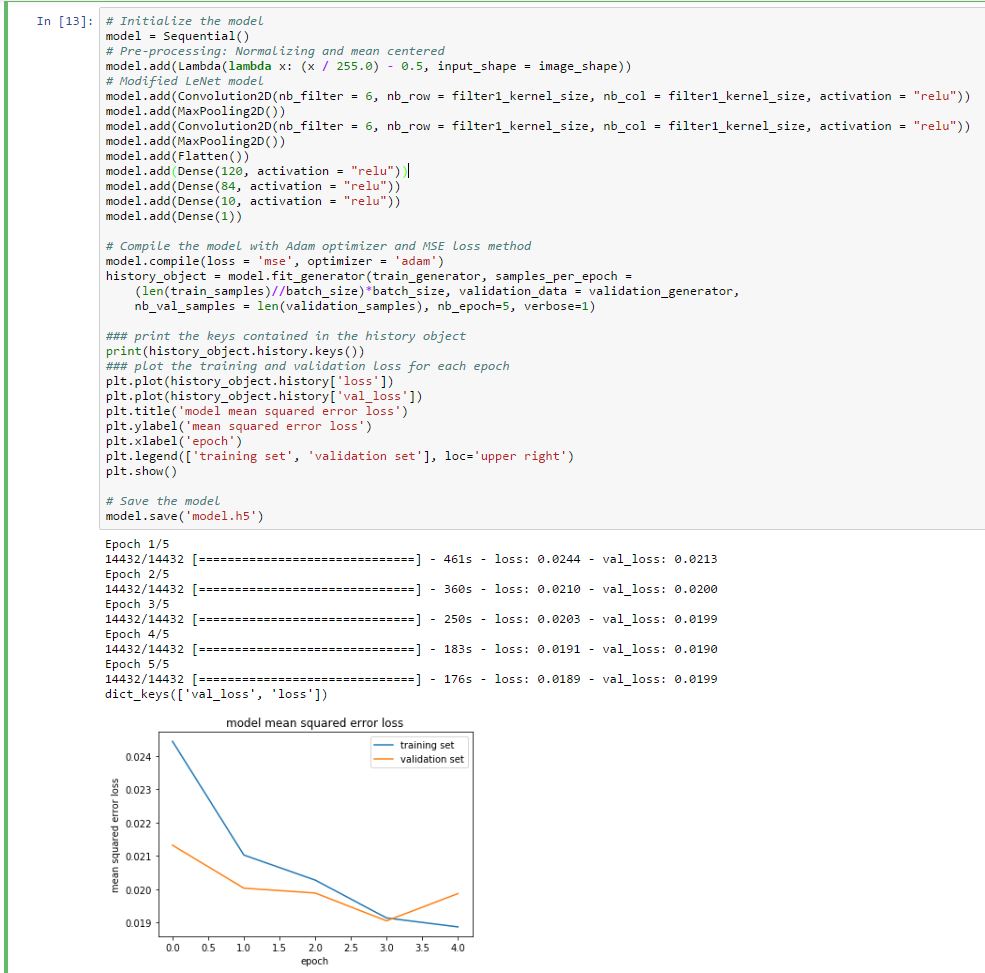 In [13]:
# Initialize the model
model = Sequential()
# Pre-processing: Normalizing and mean centered
model.add(Lambda(lambda x: (x / 255.0) - 0.5, input_shape = image_shape))
# Modified LeNet model
model.add(Convolution2D(nb_filter = 6, nb_row = filter1_kernel_size, nb_col = filter1_kernel_size, activation = "relu"))
model.add(MaxPooling2D())
model.add(Convolution2D(nb_filter = 6, nb_row = filter1_kernel_size, nb_col = filter1_kernel_size, activation = "relu"))
model.add(MaxPooling2D())
model.add(Flatten())
model.add(Dense(120, activation = "relu"))
model.add(Dense(84, activation = "relu"))
model.add(Dense(10, activation = "relu"))
model.add(Dense(1))

# Compile the model with Adam optimizer and MSE loss method
model.compile(loss = 'mse', optimizer = 'adam')
history_object = model.fit_generator(train_generator, samples_per_epoch =
    (len(train_samples)//batch_size)*batch_size, validation_data = validation_generator,
    nb_val_samples = len(validation_samples), nb_epoch=5, verbose=1)

### print the keys contained in the history object
print(history_object.history.keys())
### plot the training and validation loss for each epoch
plt.plot(history_object.history['loss'])
plt.plot(history_object.history['val_loss'])
plt.title('model mean squared error loss')
plt.ylabel('mean squared error loss')
plt.xlabel('epoch')
plt.legend(['training set', 'validation set'], loc='upper right')
plt.show()

# Save the model
model.save('model.h5')
Epoch 1/5
14432/14432 [==============================] - 461s - loss: 0.0244 - val_loss: 0.0213
Epoch 2/5
14432/14432 [==============================] - 360s - loss: 0.0210 - val_loss: 0.0200
Epoch 3/5
14432/14432 [==============================] - 250s - loss: 0.0203 - val_loss: 0.0199
Epoch 4/5
14432/14432 [==============================] - 183s - loss: 0.0191 - val_loss: 0.0190
Epoch 5/5
14432/14432 [==============================] - 176s - loss: 0.0189 - val_loss: 0.0199
dict_keys(['val_loss', 'loss'])
model mean squared error loss
training set
validation set
mean squared error loss
0.024
0.023
0.022
0.021
0.020
0.019
0.0 0.5 1.0 1.5 2.0 2.5 3.0 3.5 4.0
epoch